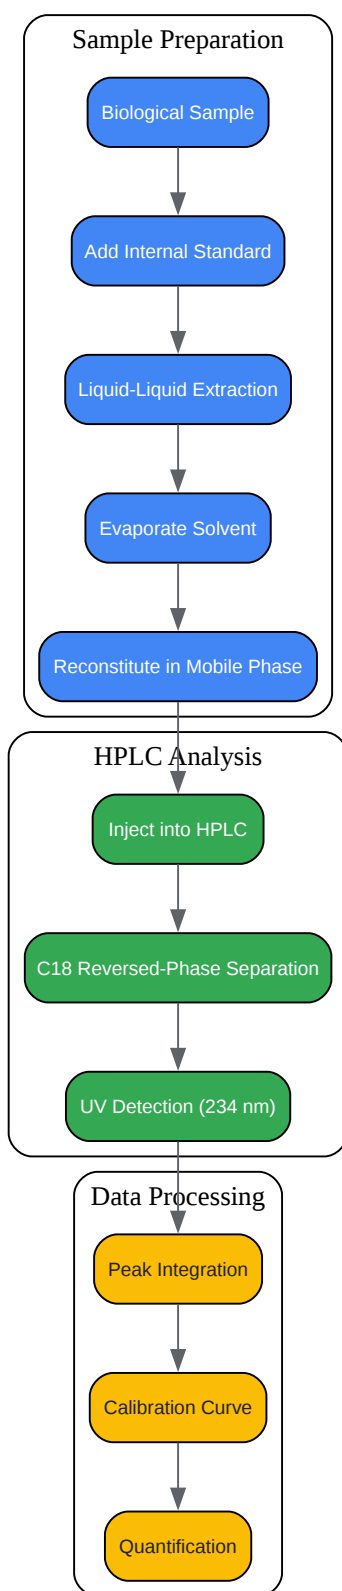 Sample Preparation
Biological Sample
Add Internal Standard
Liquid-Liquid Extraction
Evaporate Solvent
Reconstitute in Mobile Phase
HPLC Analysis
Inject into HPLC
C18 Reversed-Phase Separation
UV Detection (234 nm)
Data Processing
Peak Integration
Calibration Curve
Quantification